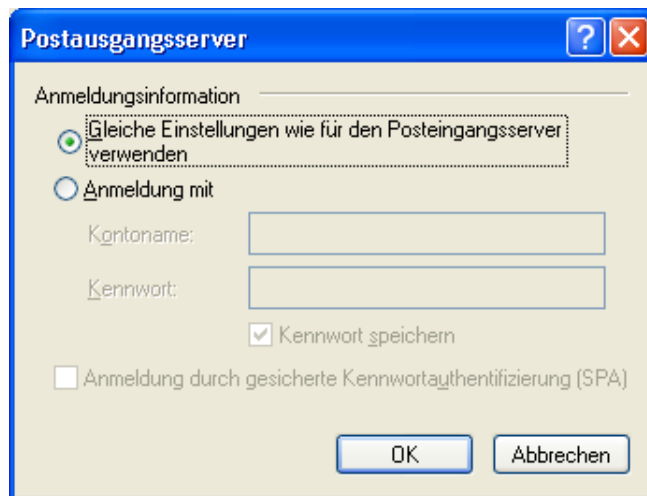 Postausgangsserver
Anmeldungsinformation
Gleiche Einstellungen wie für den Posteingangsserver
verwenden
Anmeldung mit
Kontoname:
Kennwort:
Kennwort speichern
Anmeldung durch gesicherte Kennwortauthentifizierung (SPA)
OK Abbrechen